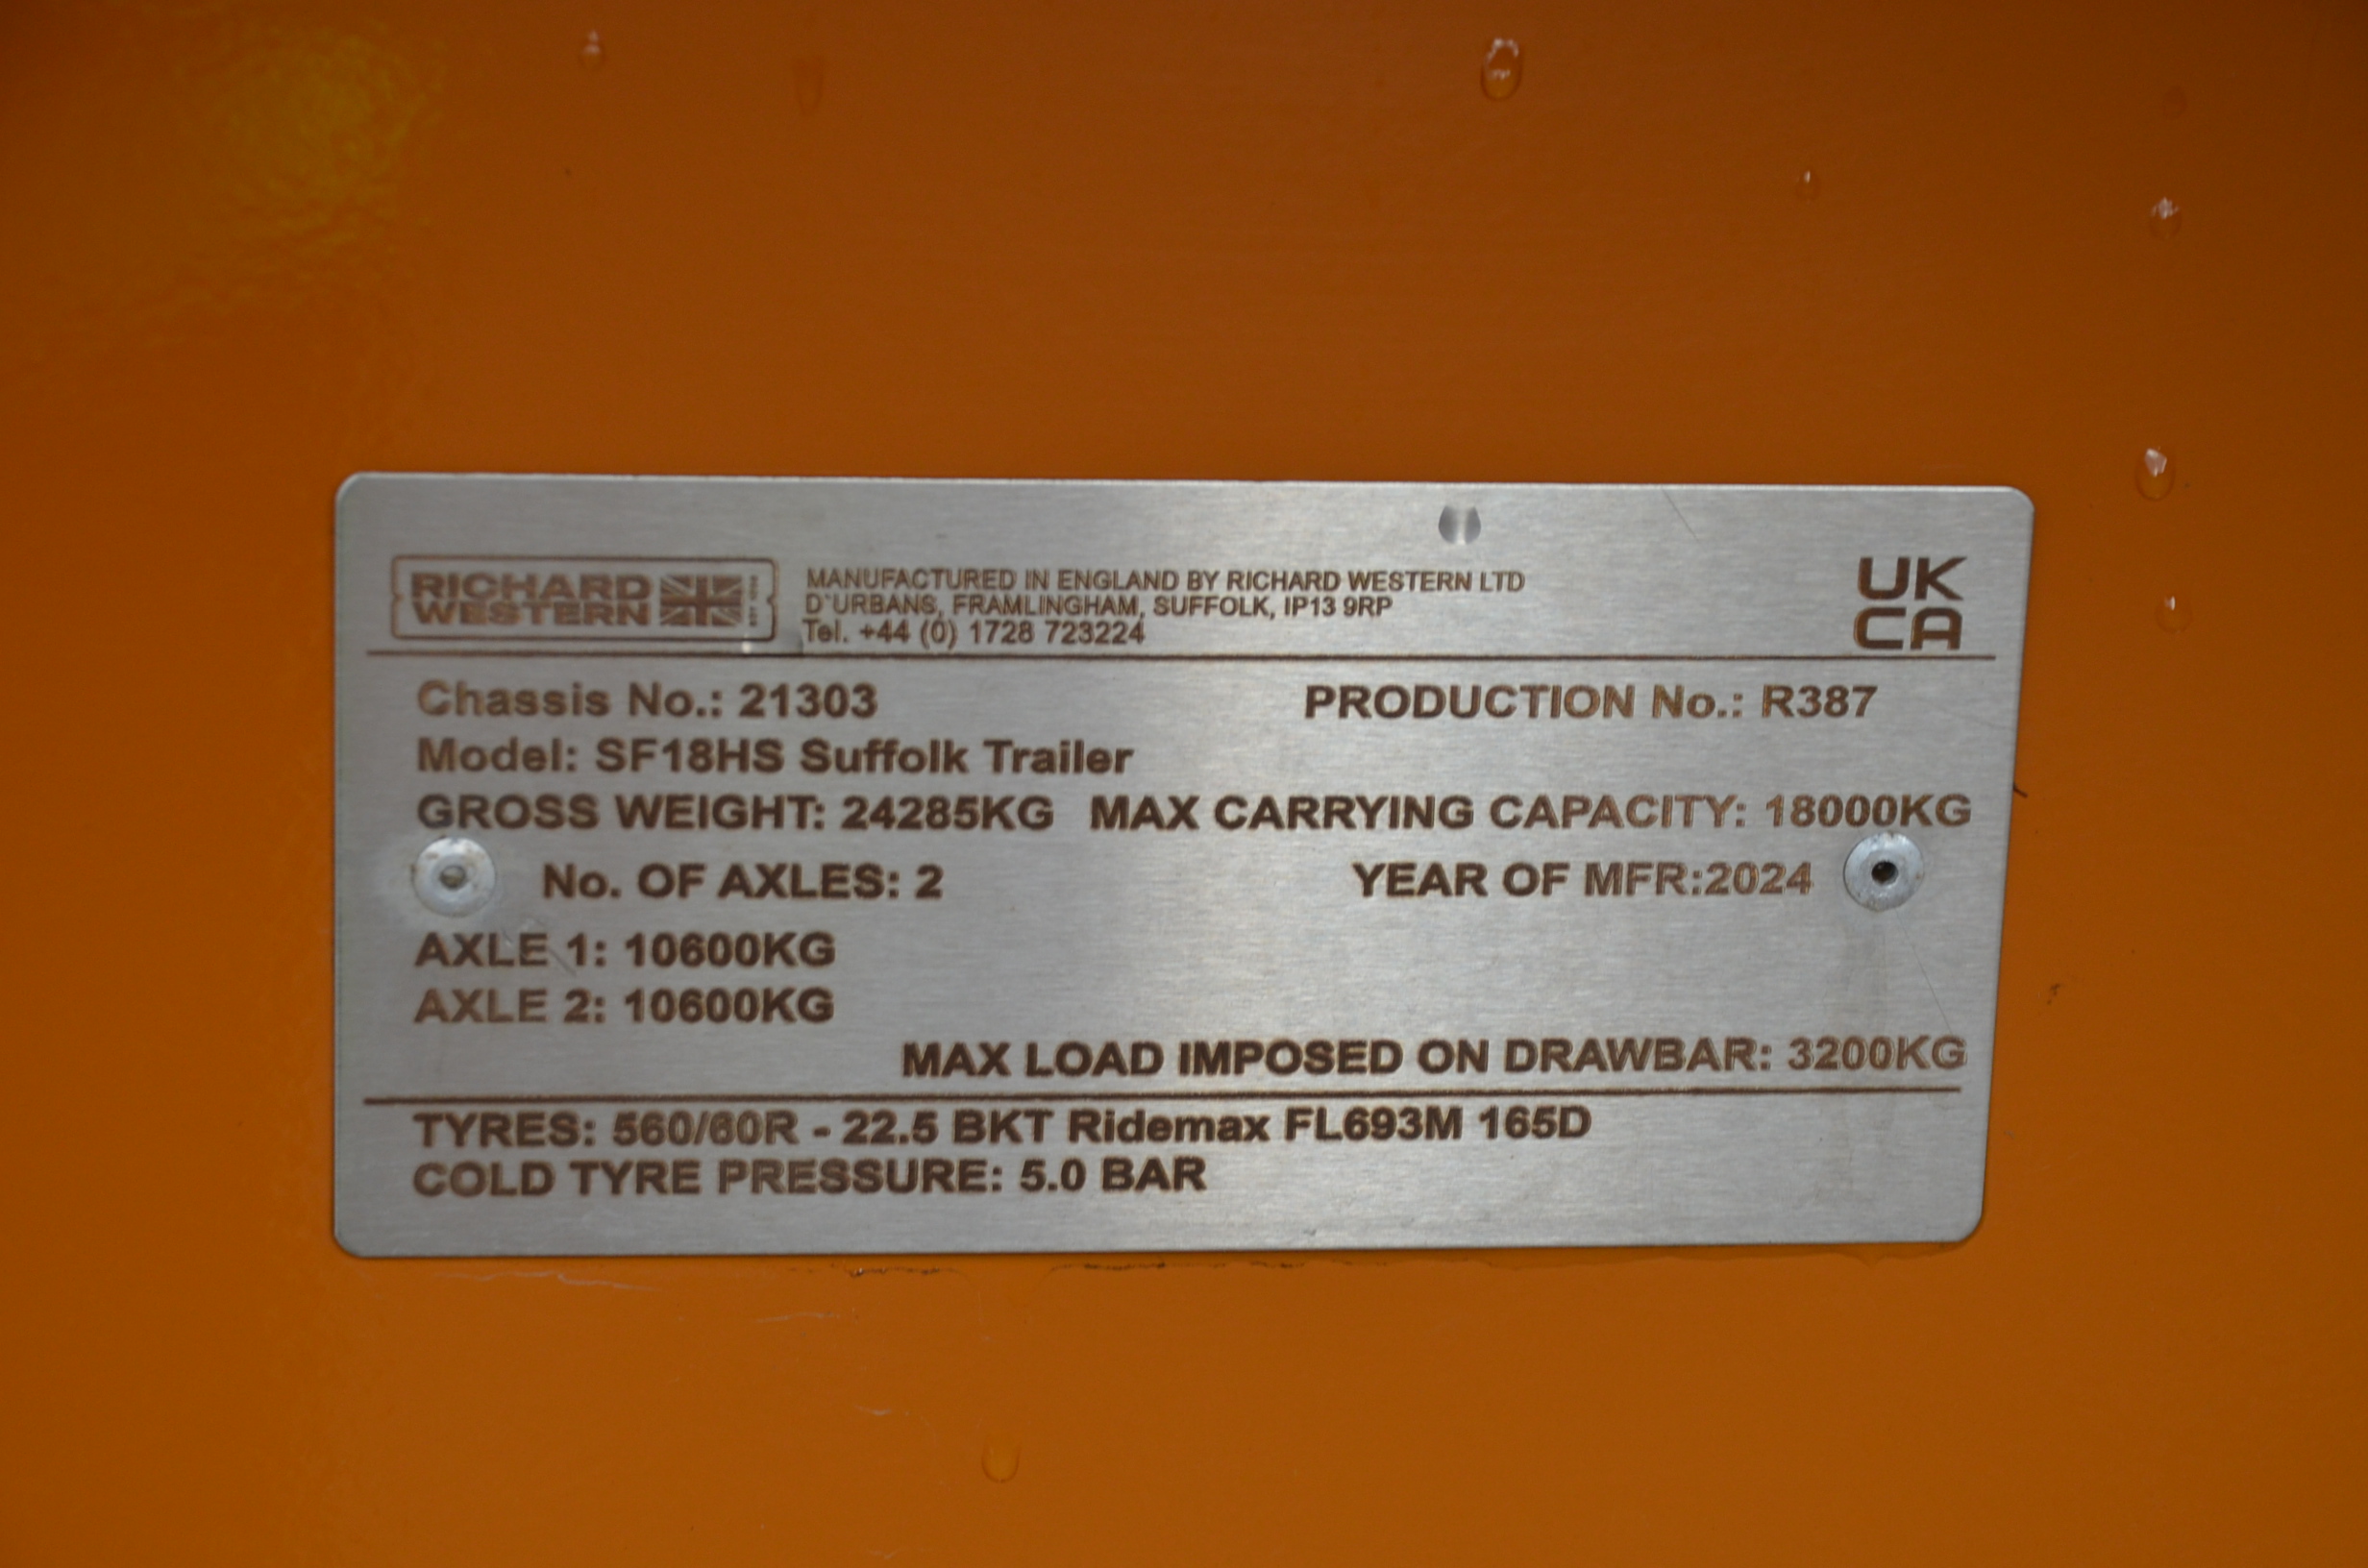 RICHARD
WESTERN
MANUFACTURED IN ENGLAND BY RICHARD WESTERN LTD
D'URBANS, FRAMLINGHAM, SUFFOLK, IP13 9RP
Tel. +44 (0) 1728 723224
UK
CA
Chassis No.: 21303 PRODUCTION No.: R387
Model: SF18HS Suffolk Trailer
GROSS WEIGHT: 24285KG MAX CARRYING CAPACITY: 18000KG
No. OF AXLES: 2 YEAR OF MFR:2024
AXLE 1: 10600KG
AXLE 2: 10600KG
MAX LOAD IMPOSED ON DRAWBAR: 3200KG
TYRES: 560/60R - 22.5 BKT Ridemax FL693M 165D
COLD TYRE PRESSURE: 5.0 BAR